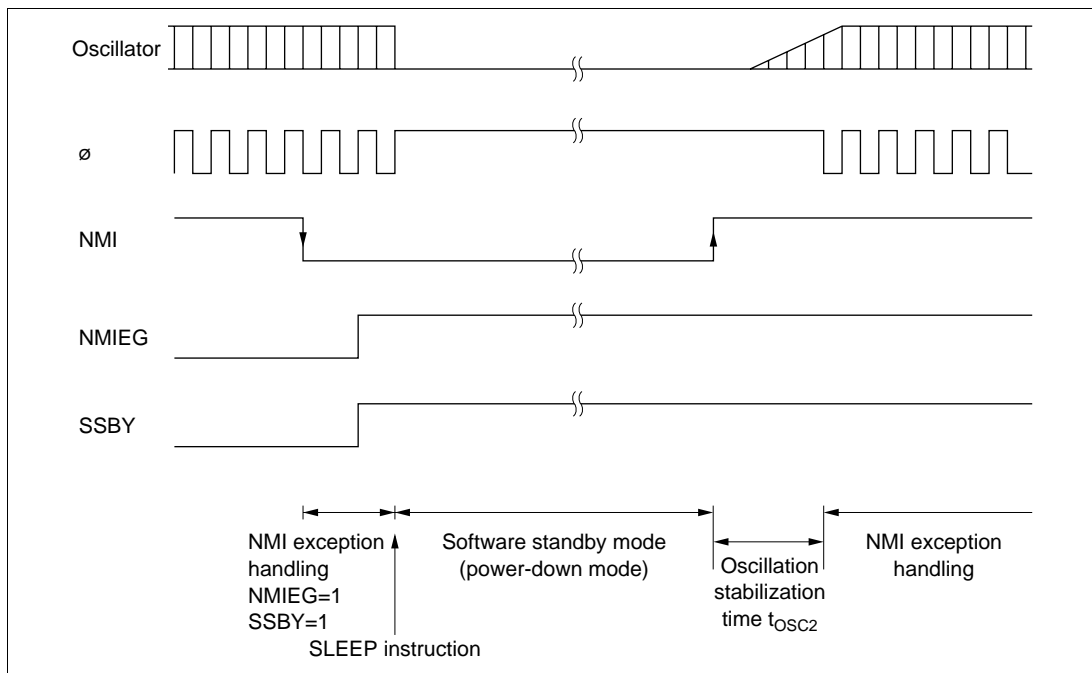 Oscillator
ø
NMI
NMIEG
SSBY
NMI exception
handling
NMIEG=1
SSBY=1
SLEEP instruction
Software standby mode
(power-down mode)
Oscillation
stabilization
time tOSC2
NMI exception
handling